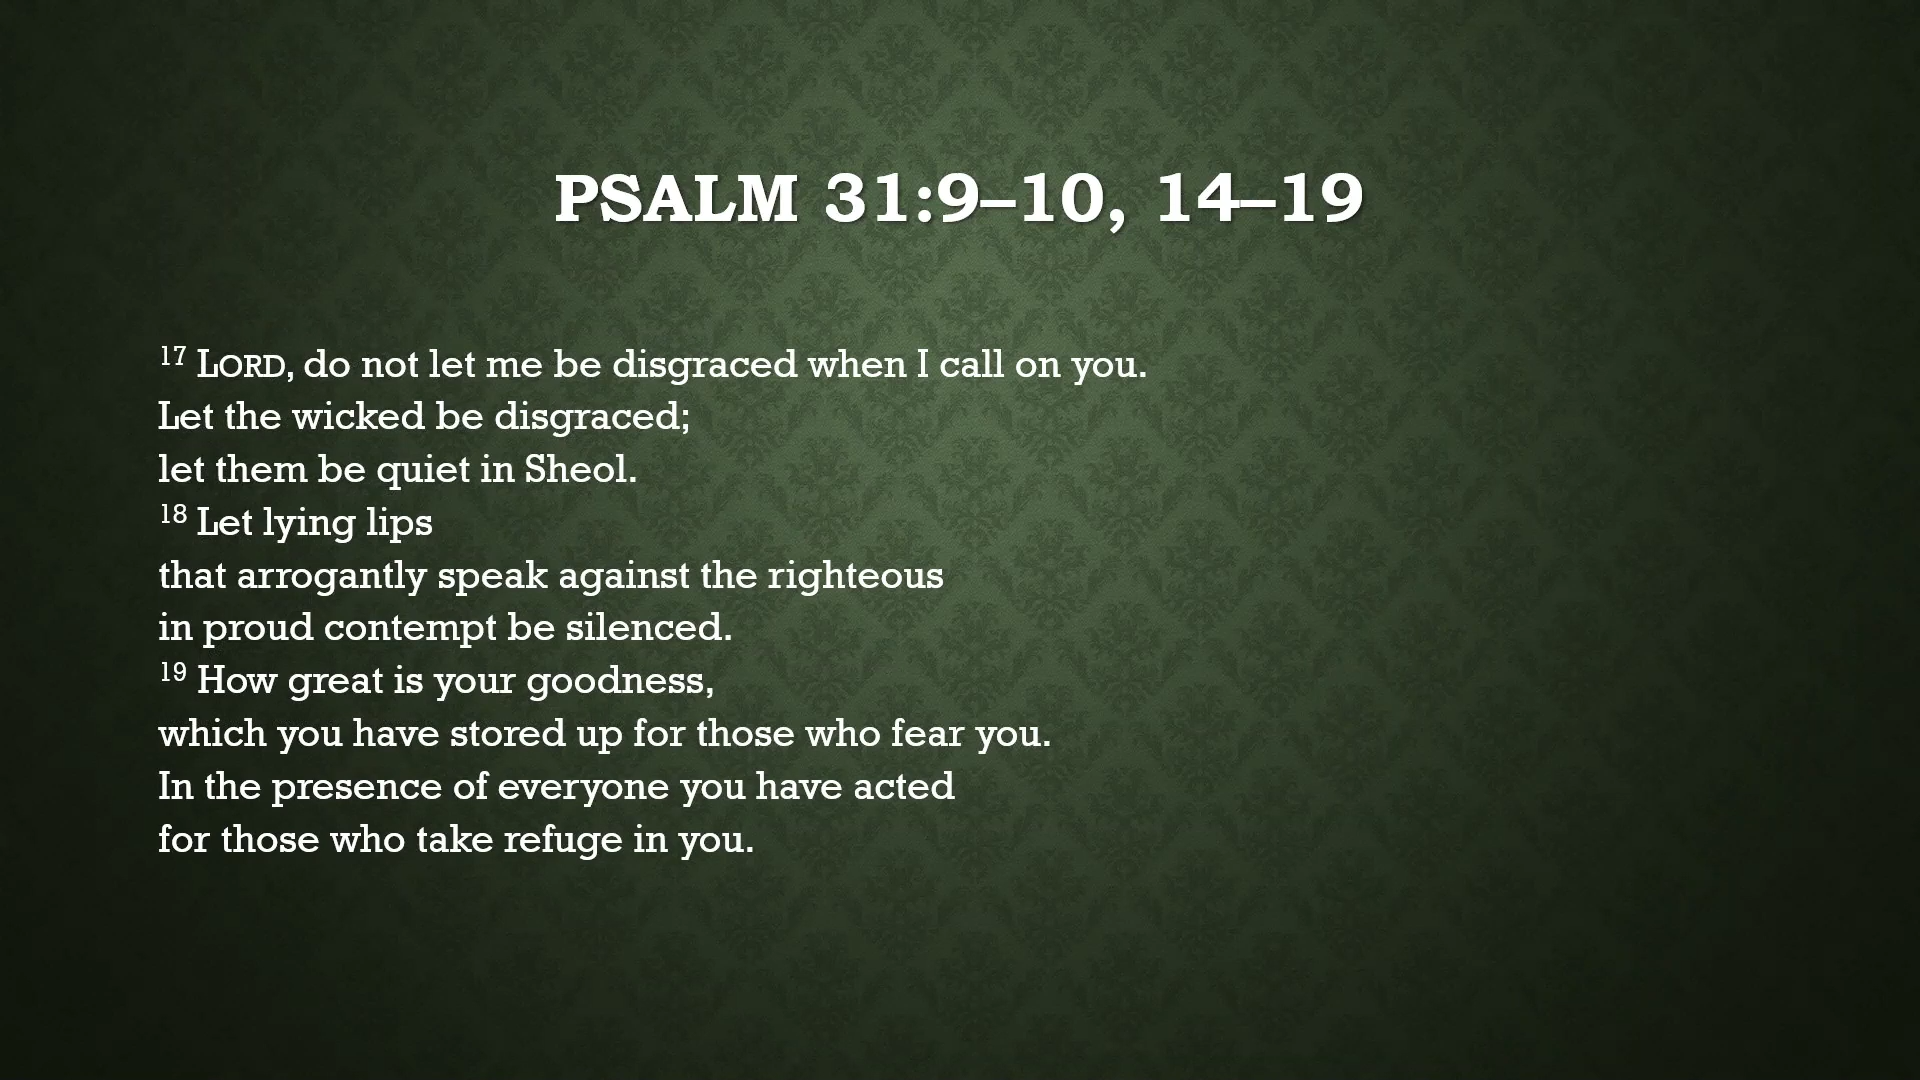 PSALM 31:9–10, 14–19
17 LORD, do not let me be disgraced when I call on you.
Let the wicked be disgraced;
let them be quiet in Sheol.
18 Let lying lips
that arrogantly speak against the righteous
in proud contempt be silenced.
19 How great is your goodness,
which you have stored up for those who fear you.
In the presence of everyone you have acted
for those who take refuge in you.